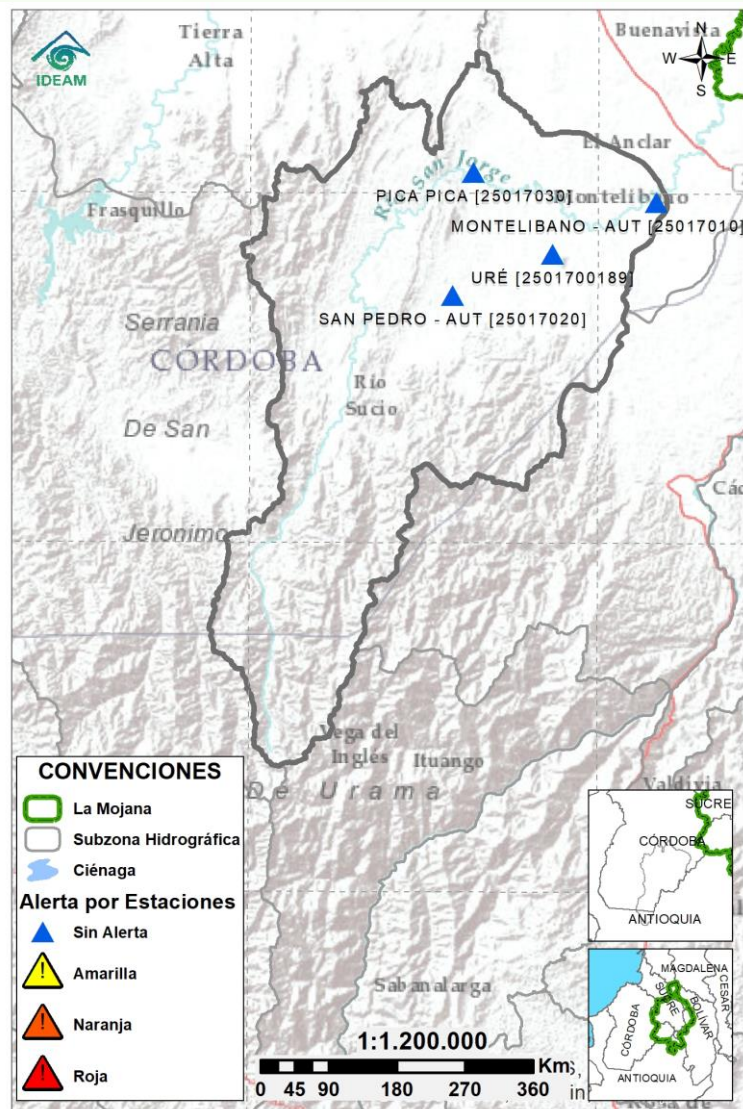 Tierra
Alta
Buenavista
IDEAM
N
W
E
S
El Anclar
Río San Jorge
PICA PICA [25017030]
Montelíbano
Frasquillo
MONTELIBANO - AUT [25017010]
URÉ [2501700189]
SAN PEDRO - AUT [25017020]
Serrania
CÓRDOBA
Río
Sucio
De San
Các
Jeronimo
Vega del
Inglés
Ituango
De Urama
Valdivia
CONVENCIONES
La Mojana
Subzona Hidrográfica
Ciénaga
Alerta por Estaciones
Sin Alerta
Amarilla
Naranja
Roja
SUCRE
CÓRDOBA
ANTIOQUIA
Sabanalarga
MAGDALENA
CESAR
SUCRE
BOLÍVAR
CÓRDOBA
ANTIOQUIA
1:1.200.000
Km
0 45 90 180 270 360
in